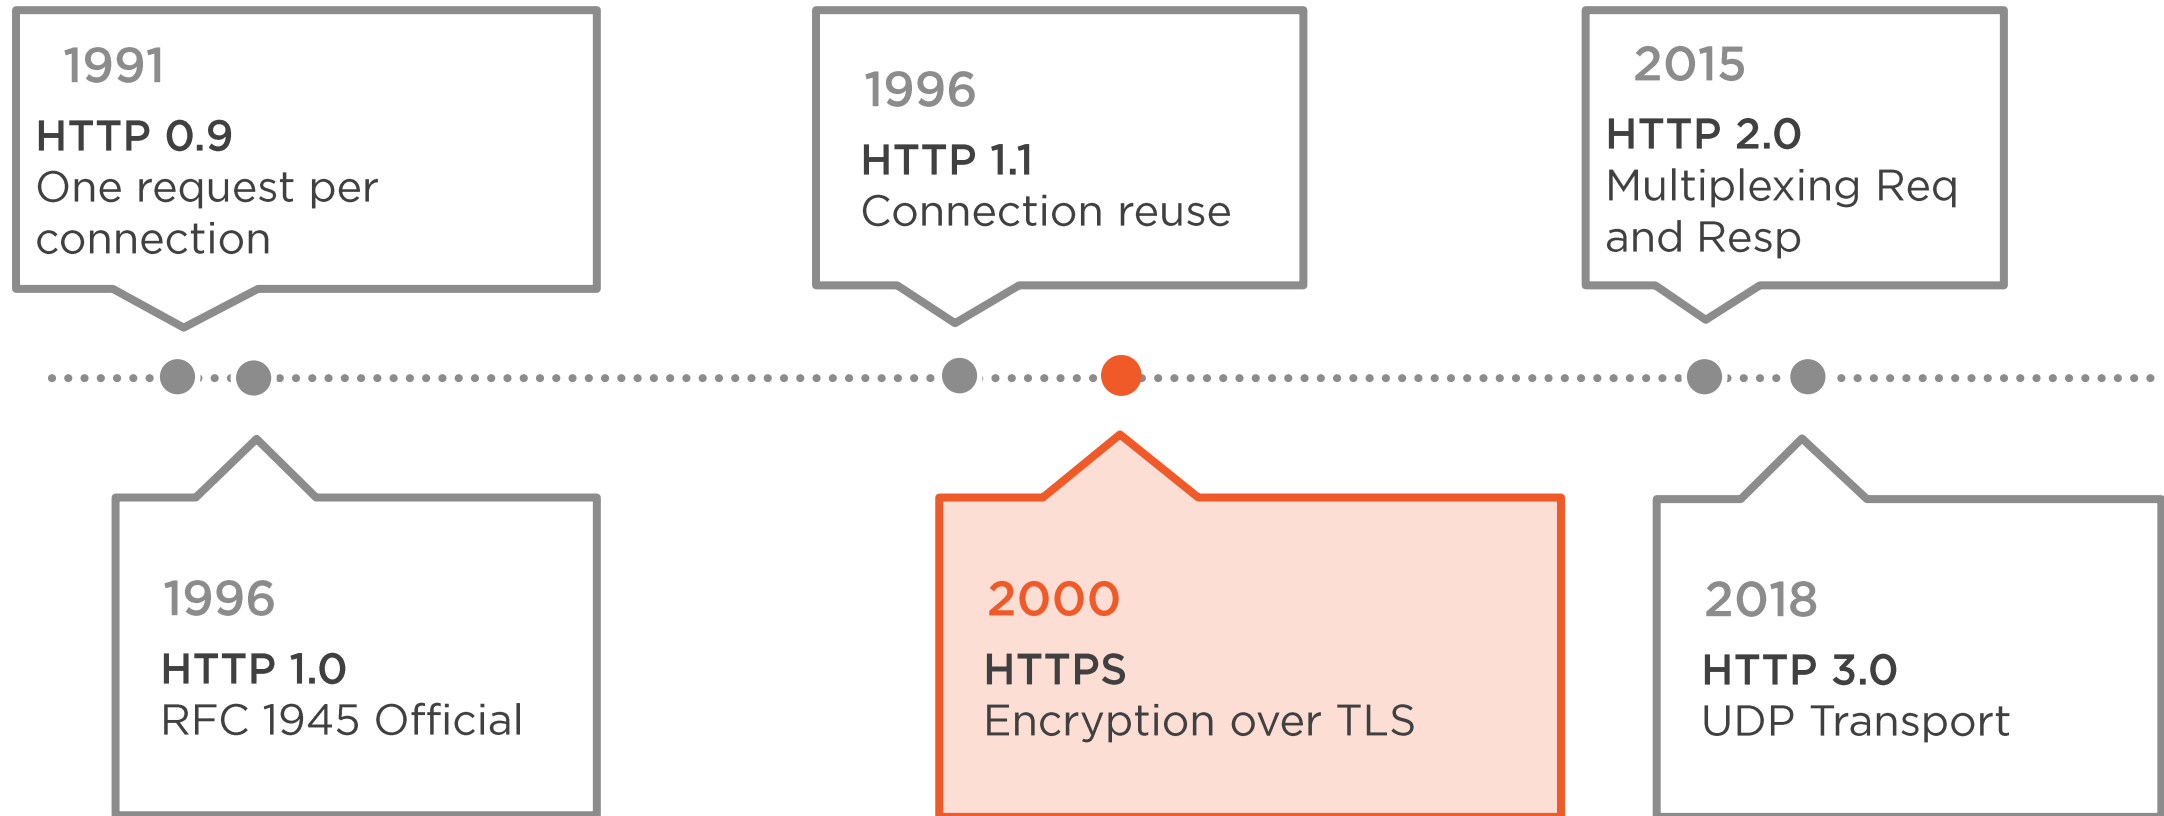 1991
HTTP 0.9
One request per
connection
1996
HTTP 1.1
Connection reuse
2015
HTTP 2.0
Multiplexing Req
and Resp
1996
HTTP 1.0
RFC 1945 Official
2000
HTTPS
Encryption over TLS
2018
HTTP 3.0
UDP Transport